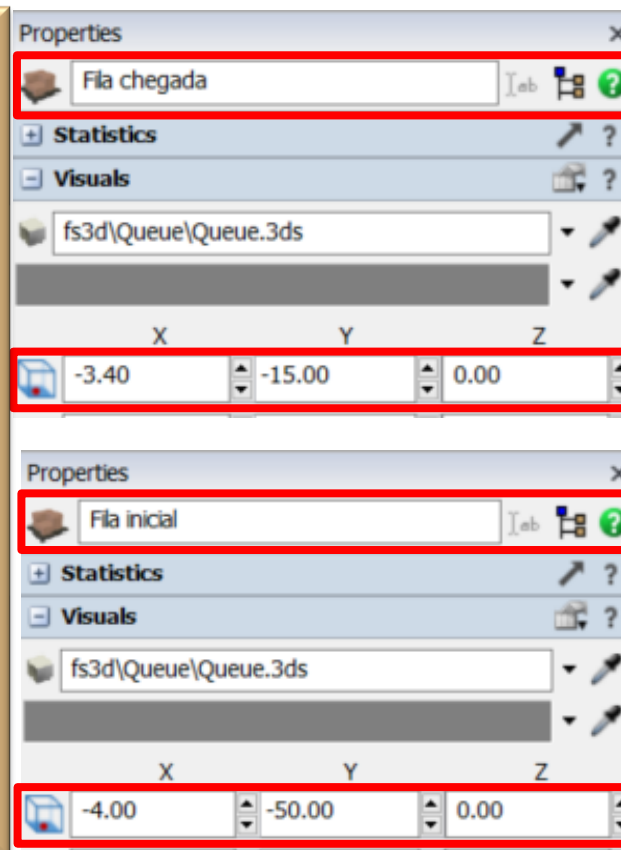 Properties
Fila chegada
Statistics
Visuals
fs3d\Queue\Queue.3ds
X Y Z
-3.40 -15.00 0.00
Properties
Fila inicial
Statistics
Visuals
fs3d\Queue\Queue.3ds
X Y Z
-4.00 -50.00 0.00